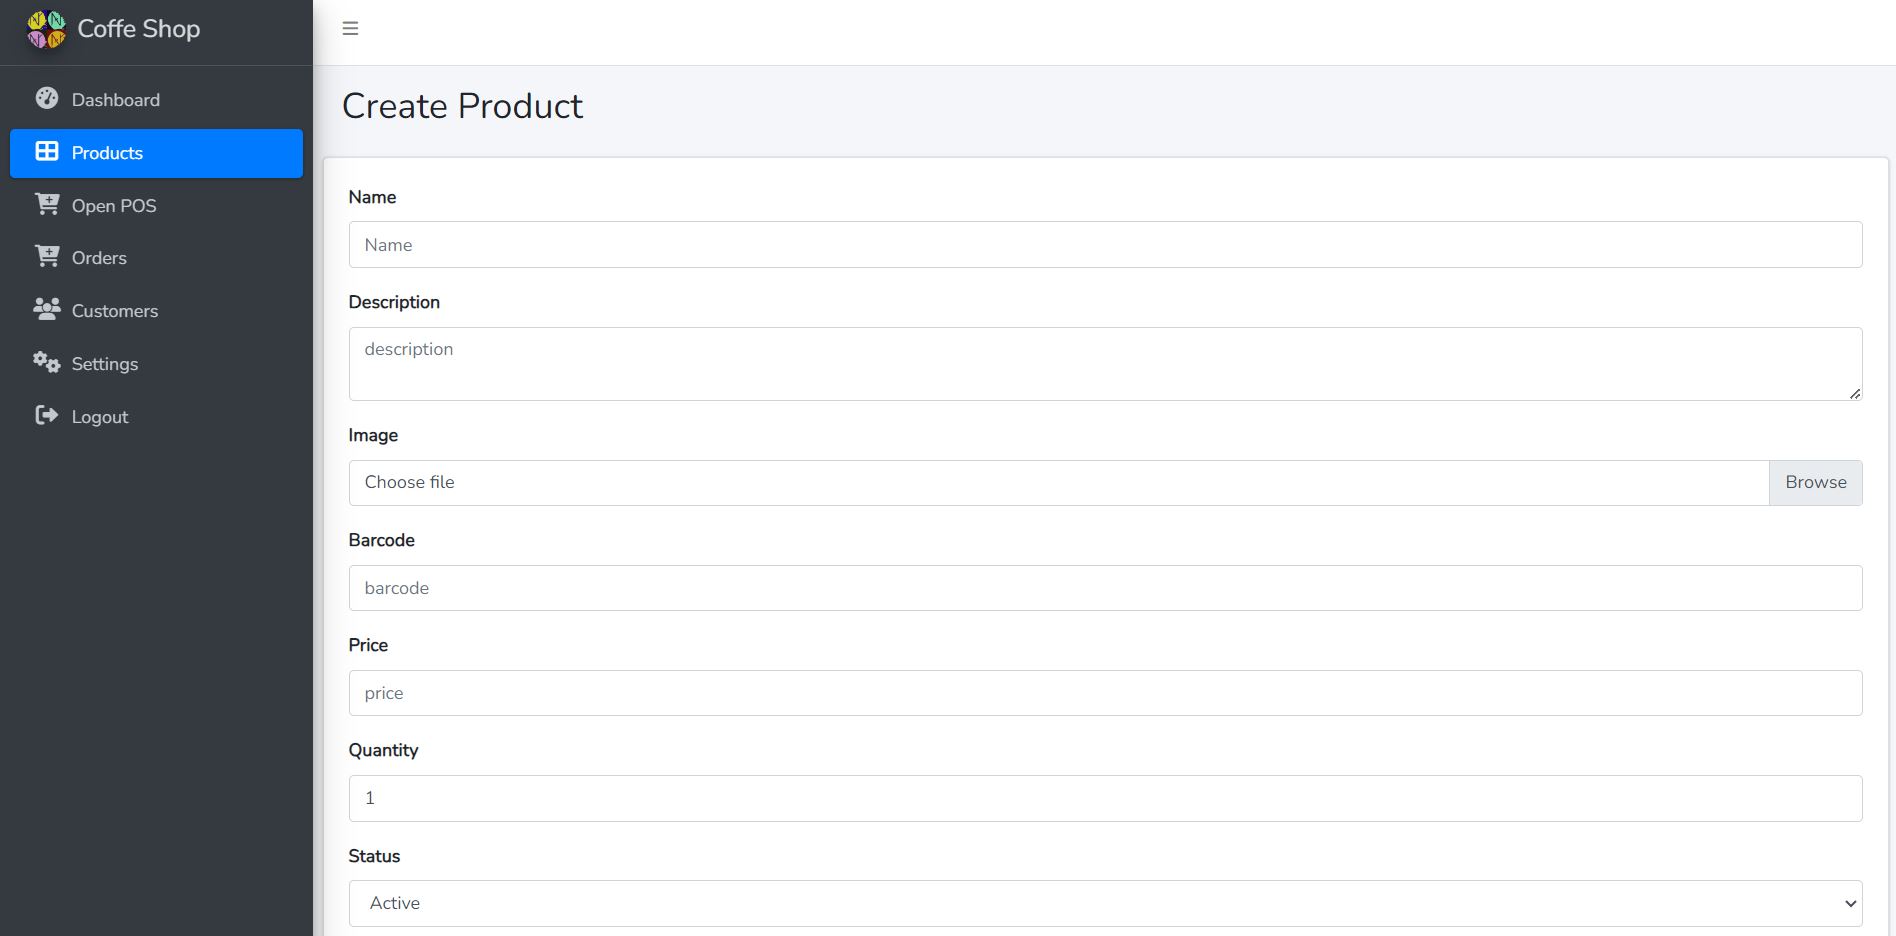 Coffe Shop
Dashboard
Products
Open POS
Orders
Customers
Settings
Logout
Create Product
Name
Name
Description
description
Image
Choose file
Browse
Barcode
barcode
Price
price
Quantity
1
Status
Active